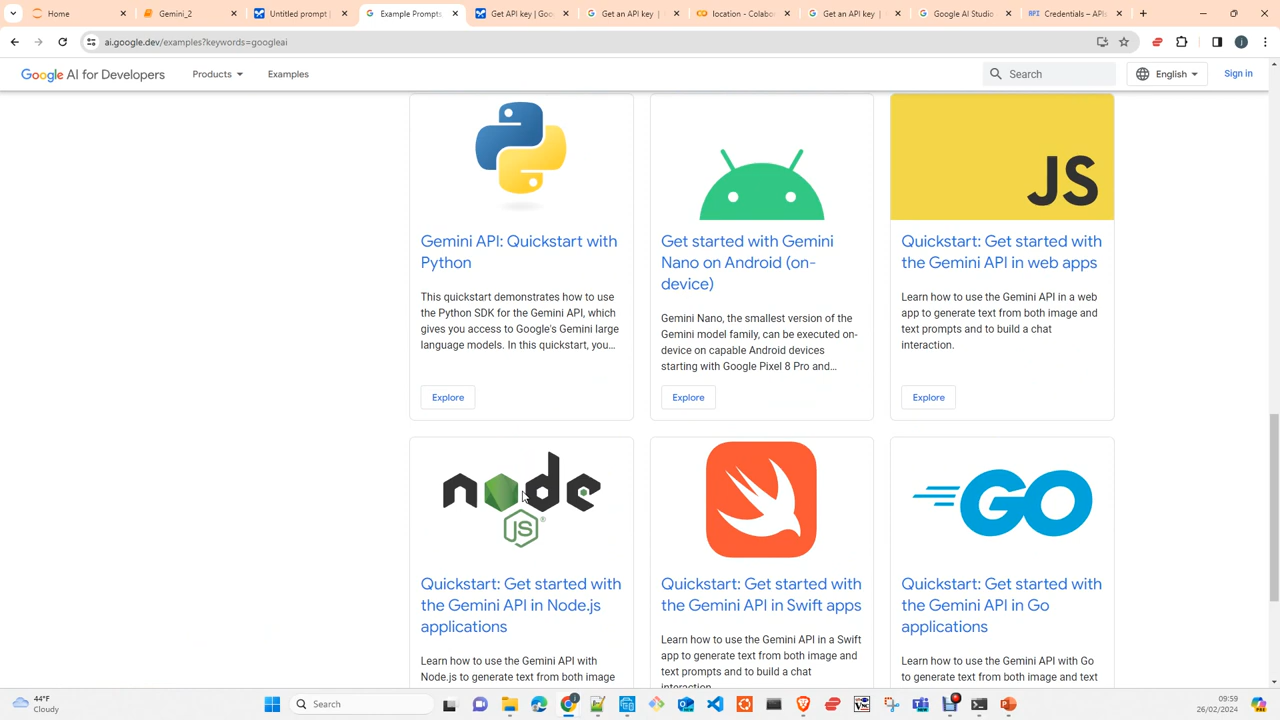 Home
Gemini_2
Untitled prompt |
Example Prompts,
Get API key | Goo
Get an API key |
location - Colabo
Get an API key |
Google AI Studio
Credentials – APIs
ai.google.dev/examples?keywords=googleai
Google AI for Developers
Products
Examples
Search
English
Sign in
JS
Gemini API: Quickstart with
Python
This quickstart demonstrates how to use
the Python SDK for the Gemini API, which
gives you access to Google's Gemini large
language models. In this quickstart, you…
Explore
Get started with Gemini
Nano on Android (on-
device)
Gemini Nano, the smallest version of the
Gemini model family, can be executed on-
device on capable Android devices
starting with Google Pixel 8 Pro and…
Explore
Quickstart: Get started with
the Gemini API in web apps
Learn how to use the Gemini API in a web
app to generate text from both image and
text prompts and to build a chat
interaction.
Explore
node
JS
GO
Quickstart: Get started with
the Gemini API in Node.js
applications
Learn how to use the Gemini API with
Node.js to generate text from both image
Quickstart: Get started with
the Gemini API in Swift apps
Learn how to use the Gemini API in a Swift
app to generate text from both image and
text prompts and to build a chat
interaction.
Quickstart: Get started with
the Gemini API in Go
applications
Learn how to use the Gemini API with Go
to generate text from both image and text
44°F
Cloudy
Search
09:59
26/02/2024